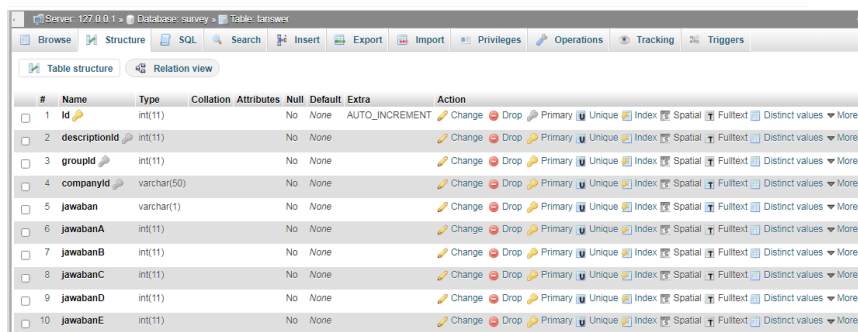 Server: 127.0.0.1 » Database: survey » Table: tanswer
Browse Structure SQL Search Insert Export Import Privileges Operations Tracking Triggers
Table structure Relation view
# Name Type Collation Attributes Null Default Extra Action
1 Id int(11) No None AUTO_INCREMENT Change Drop Primary Unique Index Spatial Fulltext Distinct values More
2 descriptionId int(11) No None Change Drop Primary Unique Index Spatial Fulltext Distinct values More
3 groupId int(11) No None Change Drop Primary Unique Index Spatial Fulltext Distinct values More
4 companyId varchar(50) No None Change Drop Primary Unique Index Spatial Fulltext Distinct values More
5 jawaban varchar(1) No None Change Drop Primary Unique Index Spatial Fulltext Distinct values More
6 jawabanA int(11) No None Change Drop Primary Unique Index Spatial Fulltext Distinct values More
7 jawabanB int(11) No None Change Drop Primary Unique Index Spatial Fulltext Distinct values More
8 jawabanC int(11) No None Change Drop Primary Unique Index Spatial Fulltext Distinct values More
9 jawabanD int(11) No None Change Drop Primary Unique Index Spatial Fulltext Distinct values More
10 jawabanE int(11) No None Change Drop Primary Unique Index Spatial Fulltext Distinct values More